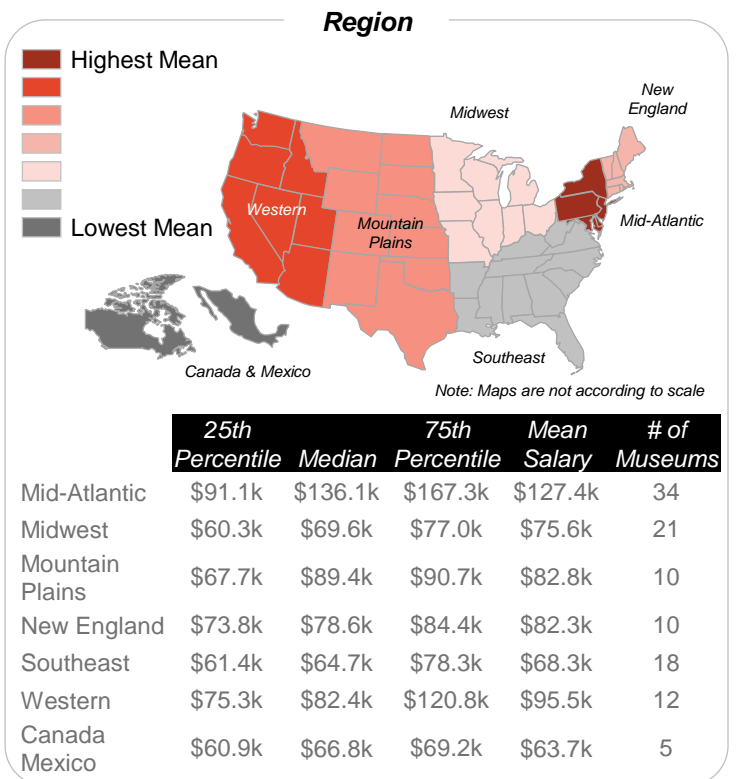 Region
Highest Mean
Lowest Mean
New
England
Midwest
Western
Mountain
Plains
Mid-Atlantic
Southeast
Canada & Mexico
Note: Maps are not according to scale
25th Percentile Median 75th Percentile Mean Salary # of Museums
Mid-Atlantic $91.1k $136.1k $167.3k $127.4k 34
Midwest $60.3k $69.6k $77.0k $75.6k 21
Mountain Plains $67.7k $89.4k $90.7k $82.8k 10
New England $73.8k $78.6k $84.4k $82.3k 10
Southeast $61.4k $64.7k $78.3k $68.3k 18
Western $75.3k $82.4k $120.8k $95.5k 12
Canada Mexico $60.9k $66.8k $69.2k $63.7k 5